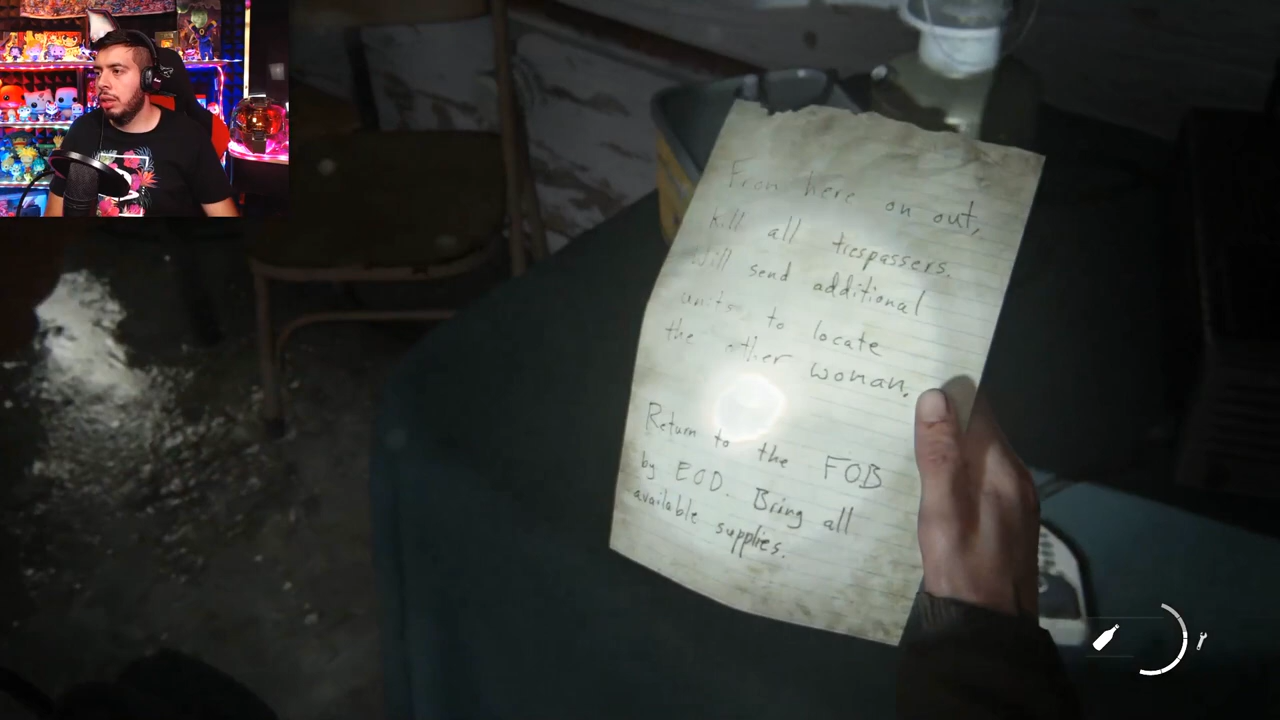 From here on out,
kill all trespassers.
Will send additional
units to locate
the other woman.
Return to the FOB
by EOD. Bring all
available supplies.